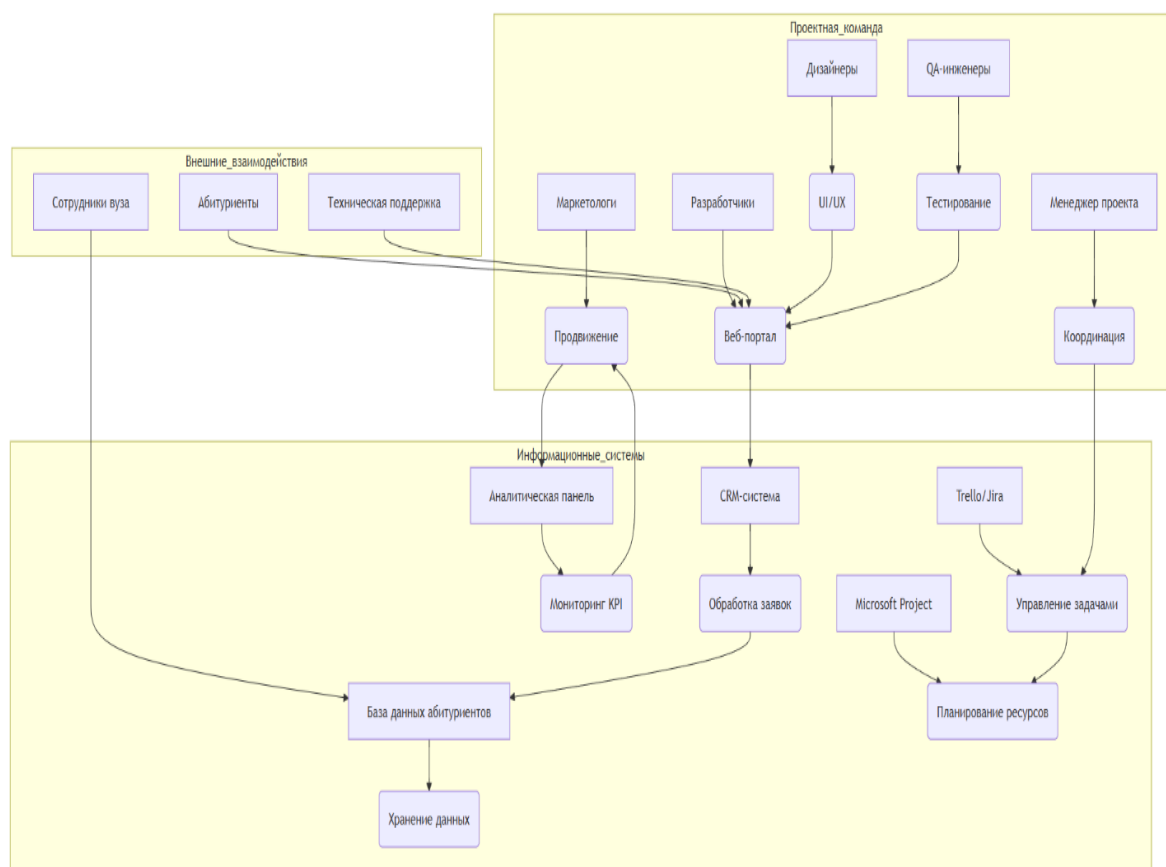 Проектная_команда
Дизайнеры
QA-инженеры
Внешние_взаимодействия
Сотрудники вуза
Абитуриенты
Техническая поддержка
Маркетологи
Разработчики
UI/UX
Тестирование
Менеджер проекта
Продвижение
Веб-портал
Координация
Информационные_системы
Аналитическая панель
CRM-система
Trello/Jira
Мониторинг KPI
Обработка заявок
Microsoft Project
Управление задачами
База данных абитуриентов
Планирование ресурсов
Хранение данных